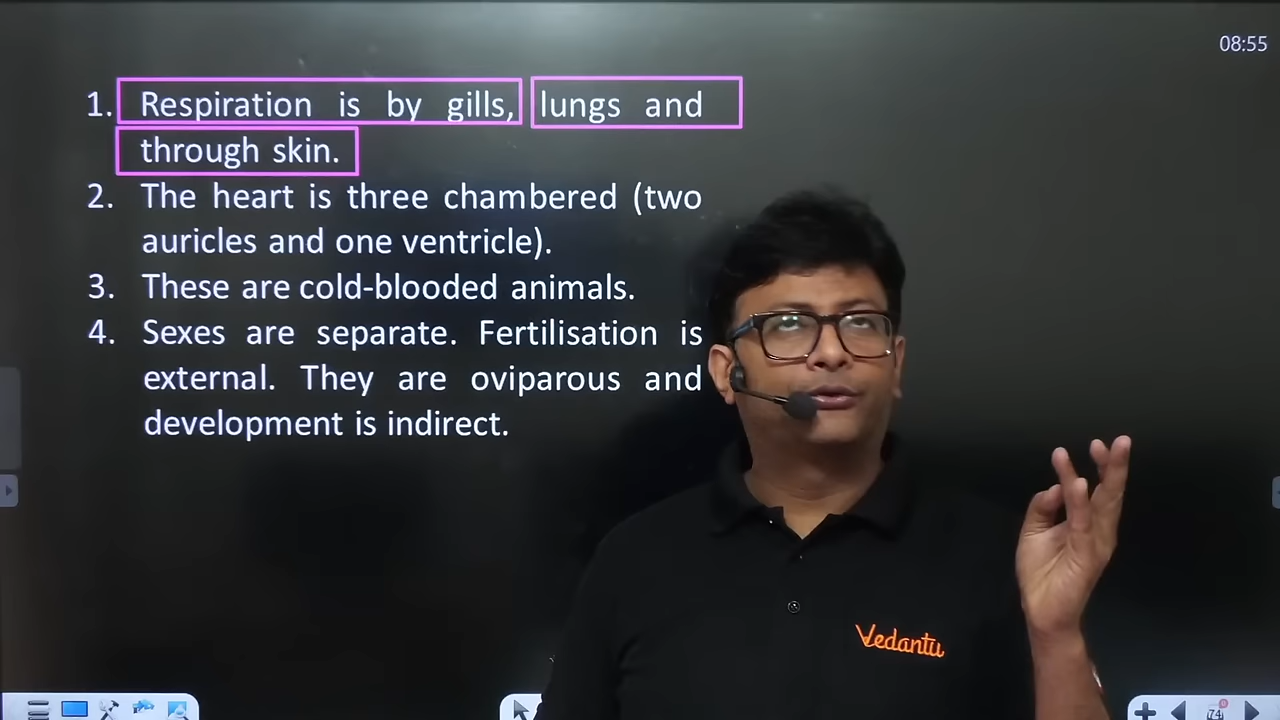 08:55
1. Respiration is by gills, lungs and
through skin.
2. The heart is three chambered (two
auricles and one ventricle).
3. These are cold-blooded animals.
4. Sexes are separate. Fertilisation is
external. They are oviparous and
development is indirect.
Vedantu
74